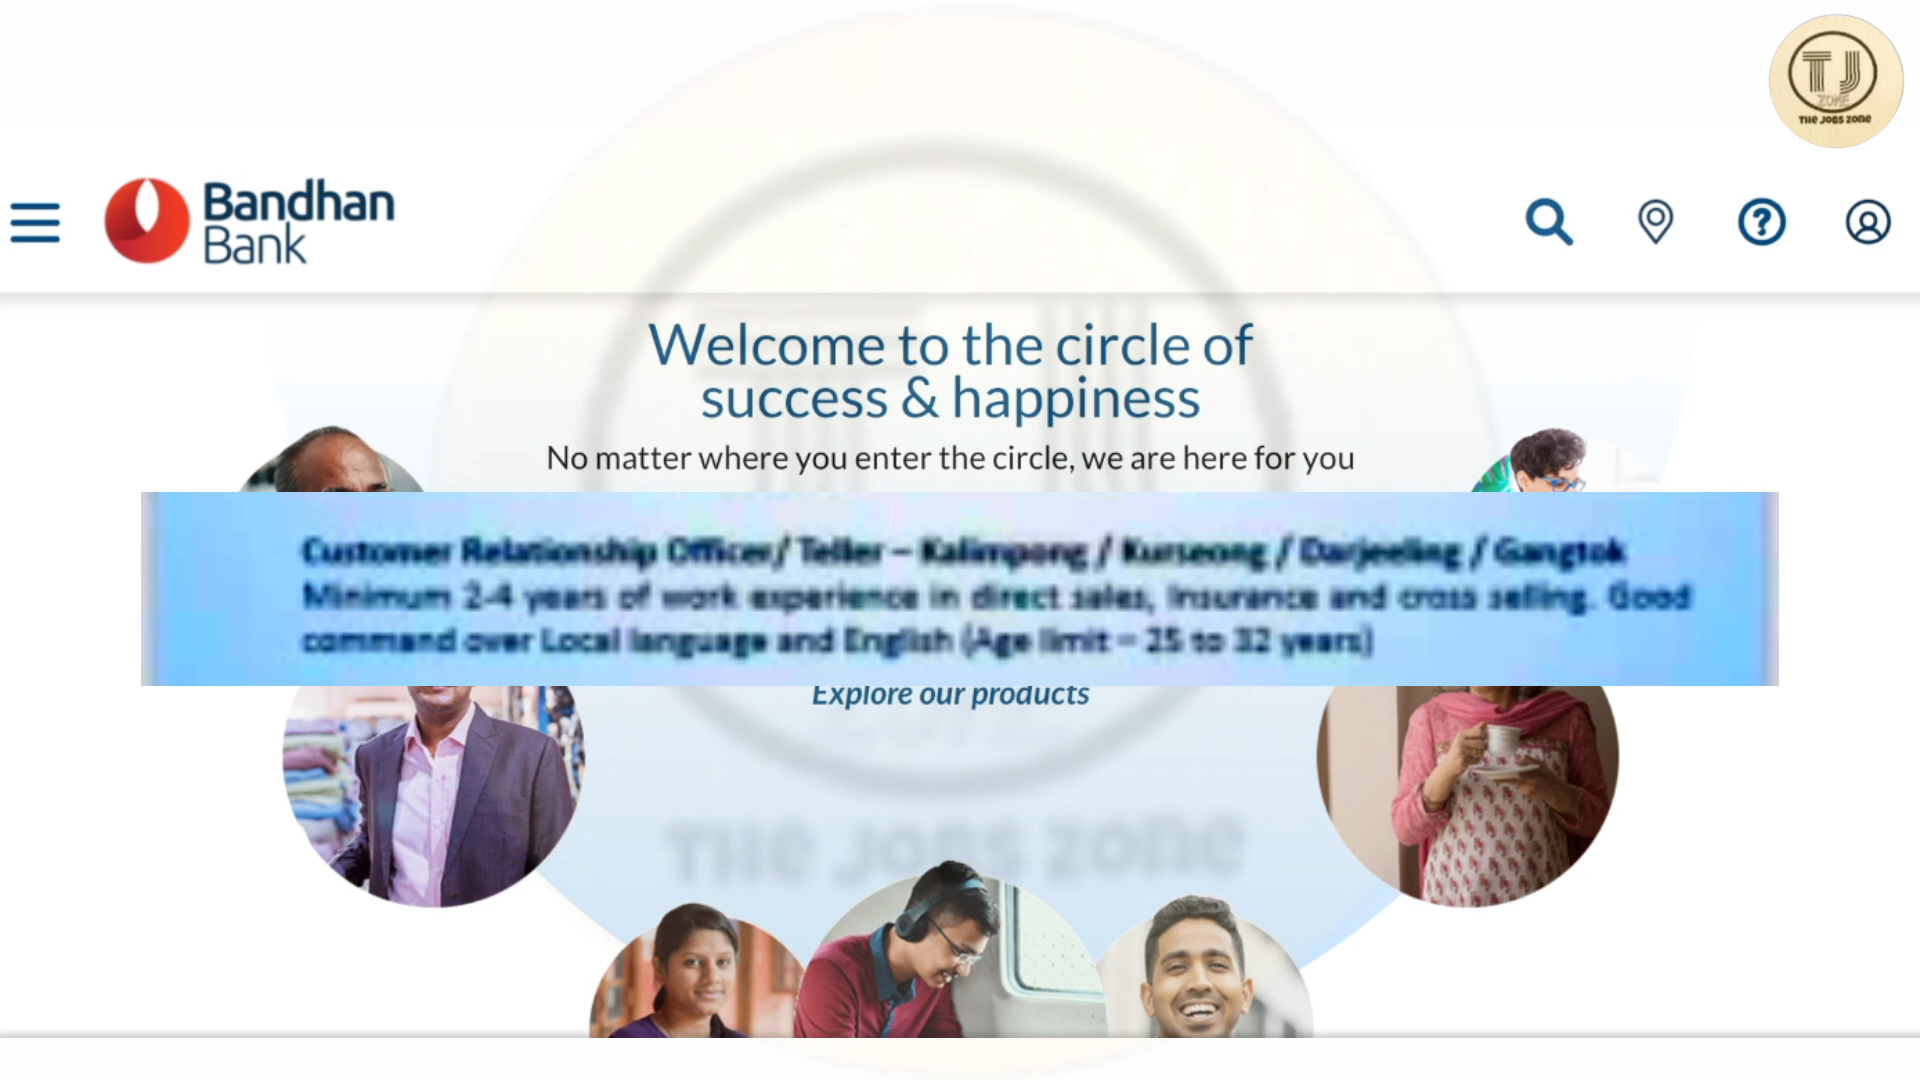 TJ
ZONE
THE JOBS ZONE
Bandhan
Bank
Welcome to the circle of
success & happiness
No matter where you enter the circle, we are here for you
Customer Relationship Officer/ Teller – Kalimpong / Kurseong / Darjeeling / Gangtok
Minimum 2-4 years of work experience in direct sales, Insurance and cross selling. Good
command over Local language and English (Age limit – 25 to 32 years)
Explore our products
THE JOBS ZONE